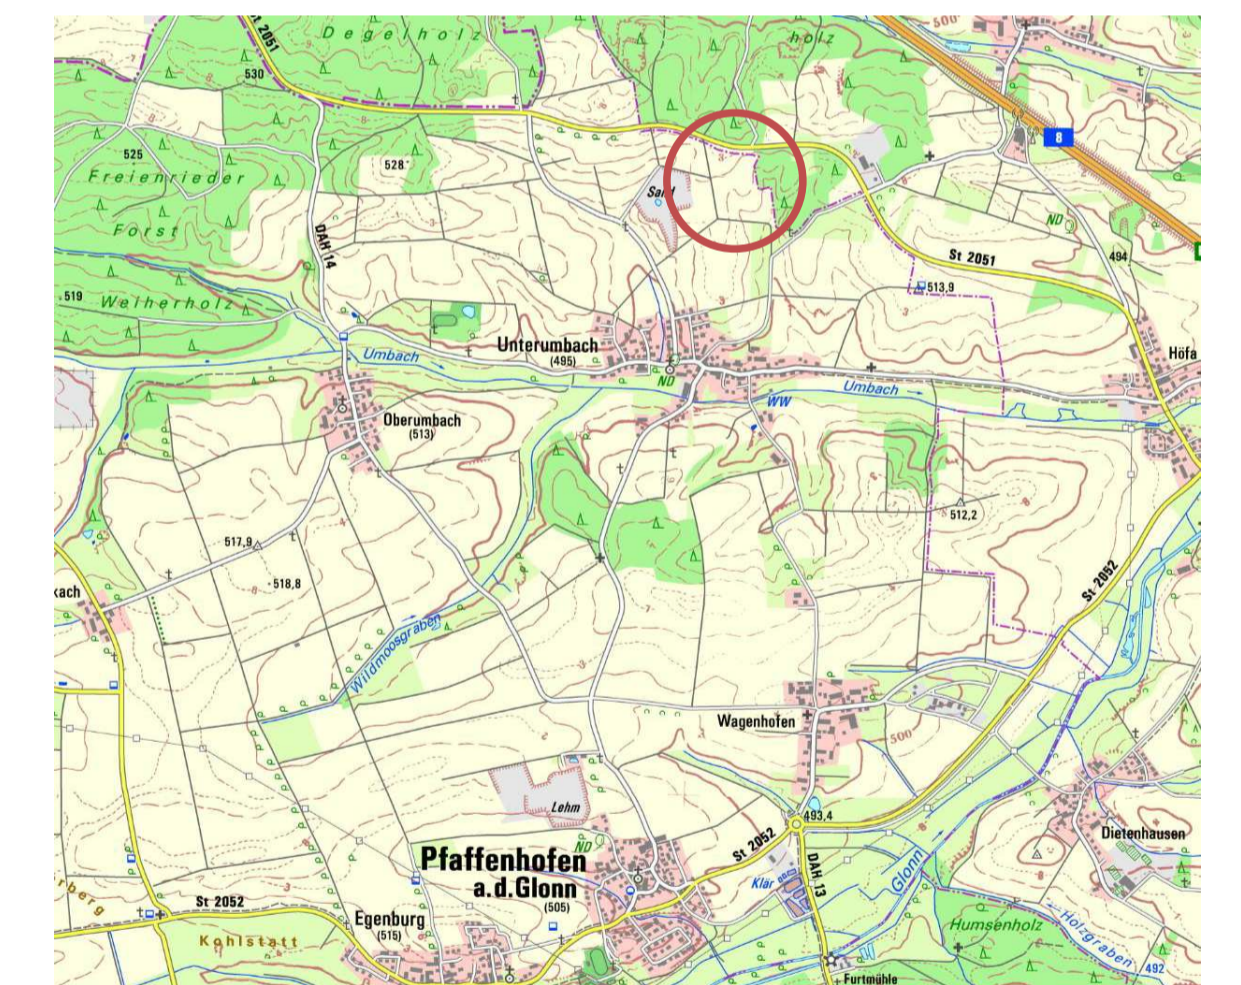 St 2051
Degelholz
holz
500
530
8
525
528
Freienrieder
Forst
Sand
DAH 14
ND
494
St 2051
519
Weiherholz
513,9
3
Unterumbach
(495)
Umbach
Höfa
ND
Umbach
WW
Oberumbach
(513)
512,2
517,9
518,8
kach
St 2052
Wildmoosgraben
Wagenhofen
500
Lehm
493,4
Dietenhausen
ND
St 2052
Pfaffenhofen
a.d.Glonn
(505)
Klär
DAH 13
Glonn
rberg
St 2052
Egenburg
(515)
Kohlstatt
Humsenholz
Holzgraben
492
Furtmühle